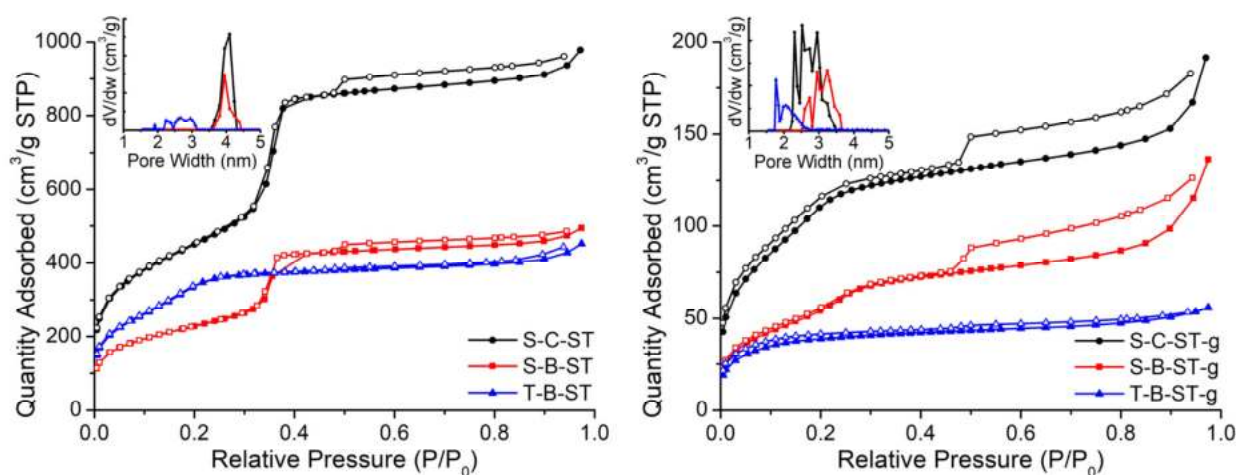 1000
800
600
400
200
0
Quantity Adsorbed (cm³/g STP)
0.0 0.2 0.4 0.6 0.8 1.0
Relative Pressure (P/P₀)
dV/dw (cm³/g)
1 2 3 4 5
Pore Width (nm)
S-C-ST
S-B-ST
T-B-ST
200
150
100
50
0
Quantity Adsorbed (cm³/g STP)
0.0 0.2 0.4 0.6 0.8 1.0
Relative Pressure (P/P₀)
dV/dw (cm³/g)
1 2 3 4 5
Pore Width (nm)
S-C-ST-g
S-B-ST-g
T-B-ST-g